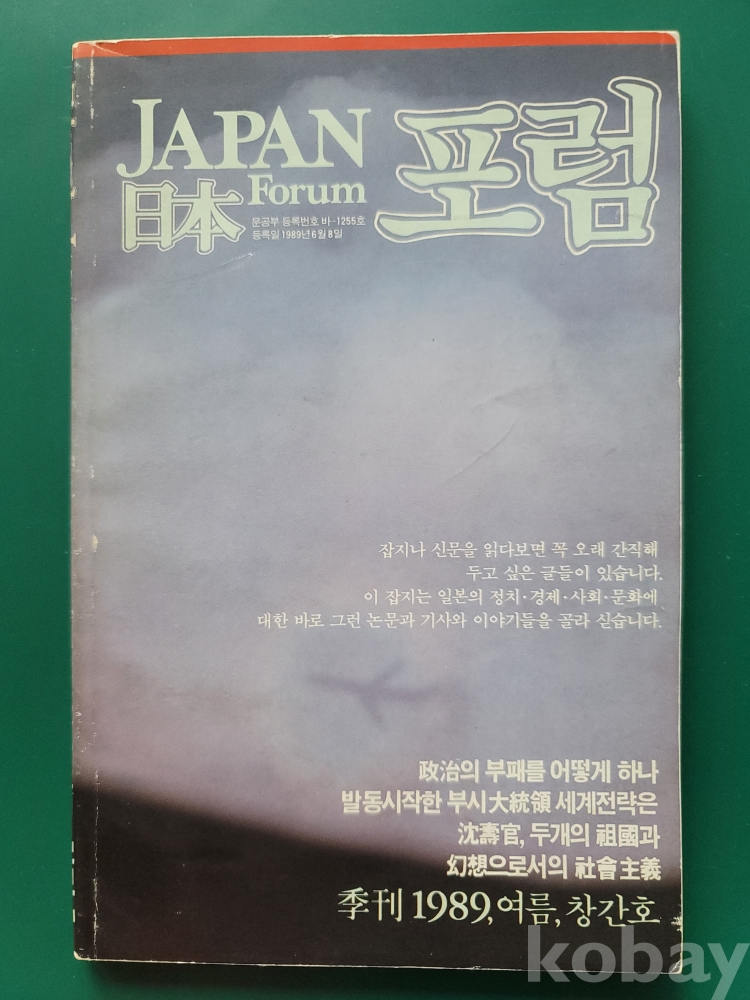 JAPAN
Forum
日本
포럼
문공부 등록번호 바-1255호
등록일 1989년 6월 8일
잡지나 신문을 읽다보면 꼭 오래 간직해
두고 싶은 글들이 있습니다.
이 잡지는 일본의 정치·경제·사회·문화에
대한 바로 그런 논문과 기사와 이야기들을 골라 싣습니다.
政治의 부패를 어떻게 하나
발동시작한 부시大統領 세계전략은
沈壽官, 두개의 祖國과
幻想으로서의 社會主義
季刊 1989, 여름, 창간호
kobay